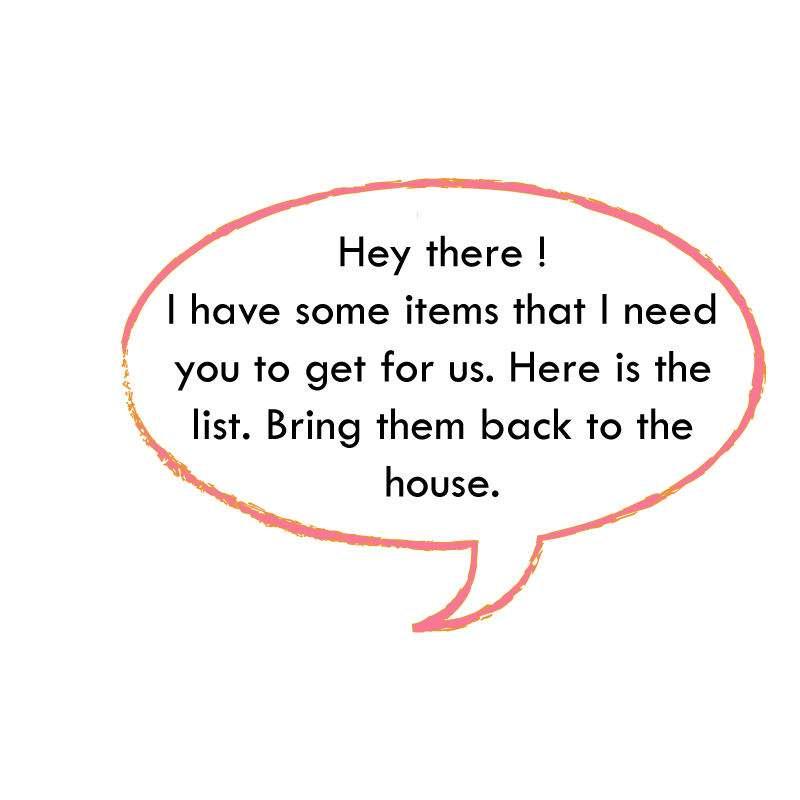 Hey there !
I have some items that I need
you to get for us. Here is the
list. Bring them back to the
house.